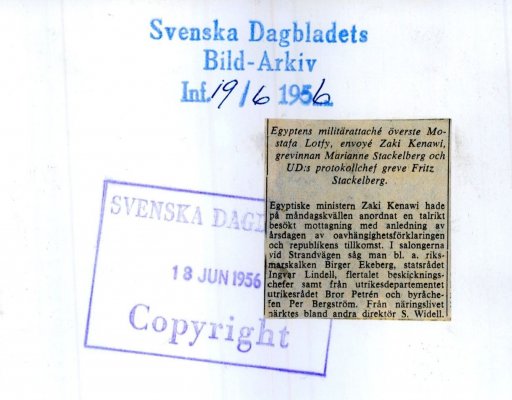 Svenska Dagbladets
Bild-Arkiv
Inf. 19/6 1956
Egyptens militärattaché överste Mo-
stafa Lotfy, envoyé Zaki Kenawi,
grevinnan Marianne Stackelberg och
UD:s protokollchef greve Fritz
Stackelberg.
Egyptiske ministern Zaki Kenawi hade
på måndagskvällen anordnat en talrikt
besökt mottagning med anledning av
årsdagen av oavhängighetsförklaringen
och republikens tillkomst. I salongerna
vid Strandvägen såg man bl. a. riks-
marskalken Birger Ekeberg, statsrådet
Ingvar Lindell, flertalet beskicknings-
chefer samt från utrikesdepartementet
utrikesrådet Bror Petrén och byråche-
fen Per Bergström. Från näringslivet
märktes bland andra direktör S. Widell.
SVENSKA DAG
18 JUN 1956
Copyright